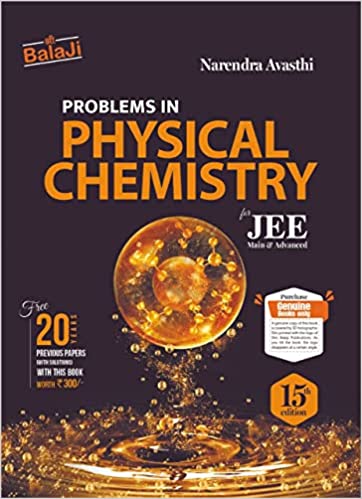 श्री
BalaJi
Narendra Avasthi
PROBLEMS IN
PHYSICAL
CHEMISTRY
for JEE
Main & Advanced
Free
20 YEARS
PREVIOUS PAPERS
(WITH SOLUTIONS)
WITH THIS BOOK
WORTH ₹ 300/-
Purchase
Genuine
Books only
15th
edition